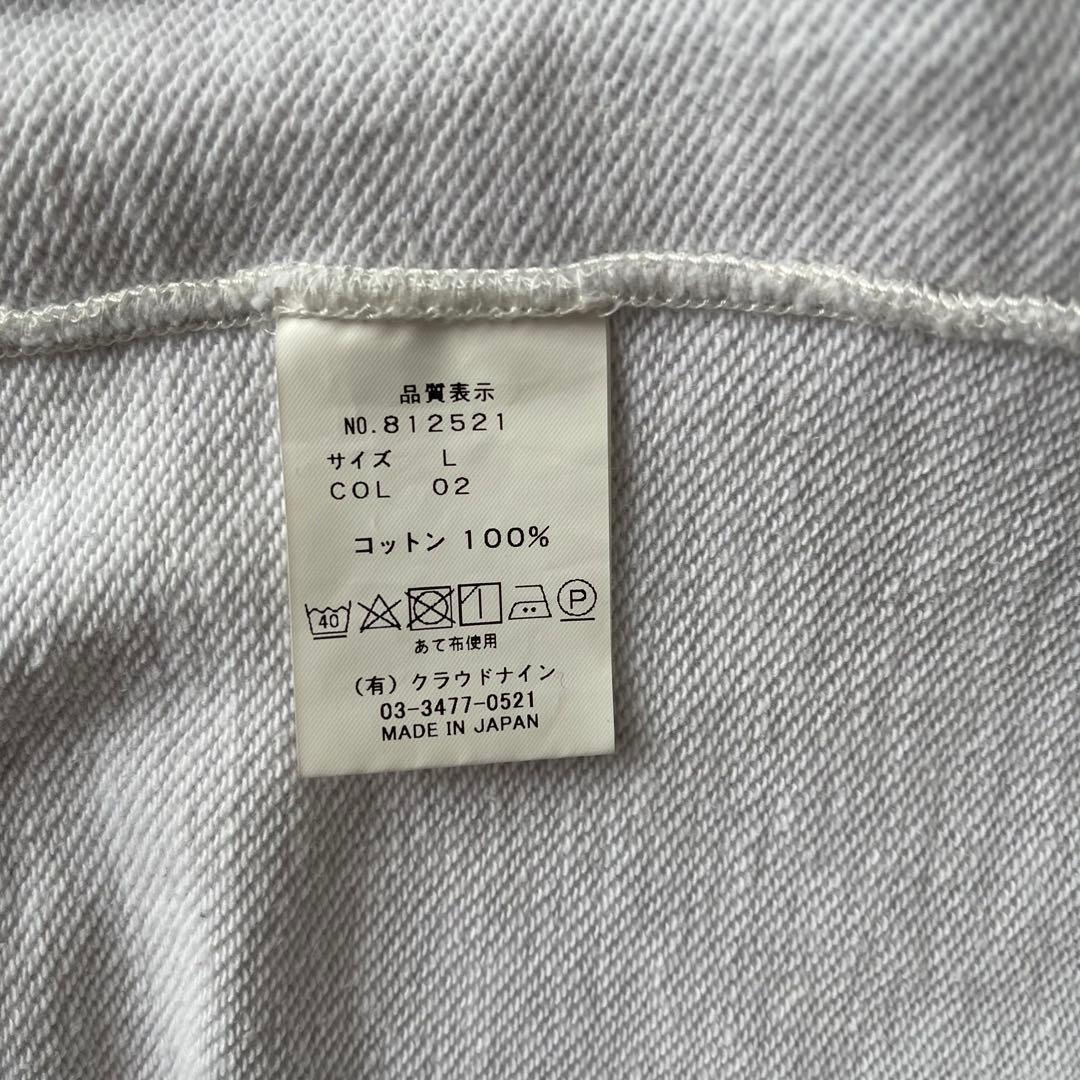 品質表示
NO.812521
サイズ L
COL 02
コットン 100%
40 P
あて布使用
(有)クラウドナイン
03-3477-0521
MADE IN JAPAN